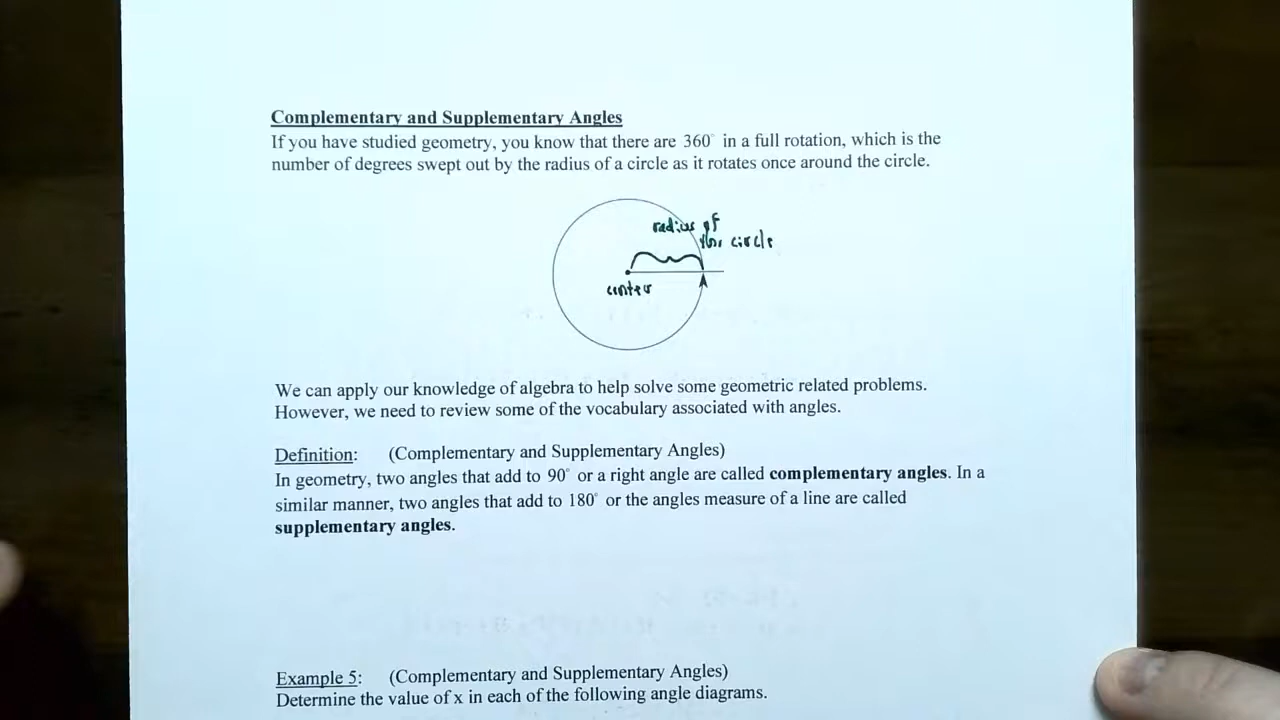 Complementary and Supplementary Angles
If you have studied geometry, you know that there are 360° in a full rotation, which is the
number of degrees swept out by the radius of a circle as it rotates once around the circle.
radius of
the circle
center
We can apply our knowledge of algebra to help solve some geometric related problems.
However, we need to review some of the vocabulary associated with angles.
Definition: (Complementary and Supplementary Angles)
In geometry, two angles that add to 90° or a right angle are called complementary angles. In a
similar manner, two angles that add to 180° or the angles measure of a line are called
supplementary angles.
Example 5: (Complementary and Supplementary Angles)
Determine the value of x in each of the following angle diagrams.